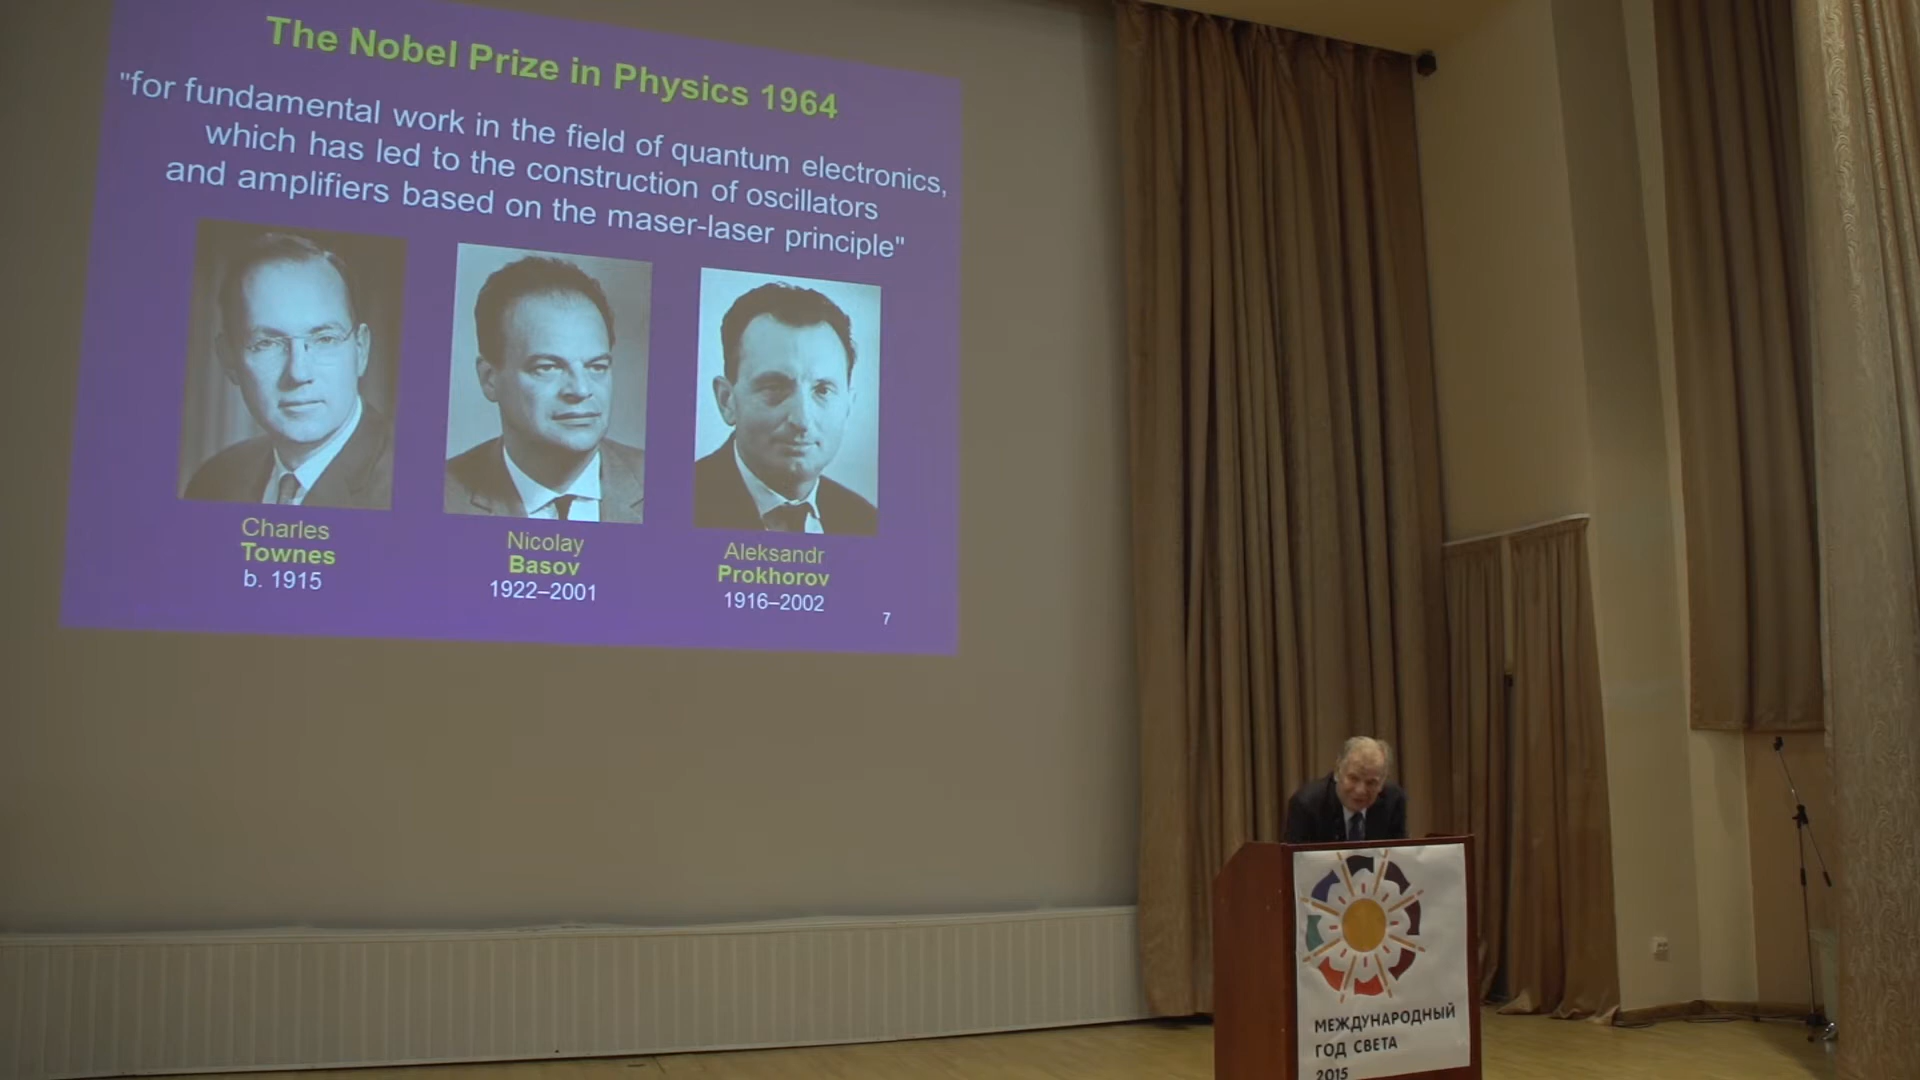 The Nobel Prize in Physics 1964
"for fundamental work in the field of quantum electronics,
which has led to the construction of oscillators
and amplifiers based on the maser-laser principle"
Charles
Townes
b. 1915
Nicolay
Basov
1922–2001
Aleksandr
Prokhorov
1916–2002
7
МЕЖДУНАРОДНЫЙ
ГОД СВЕТА
2015